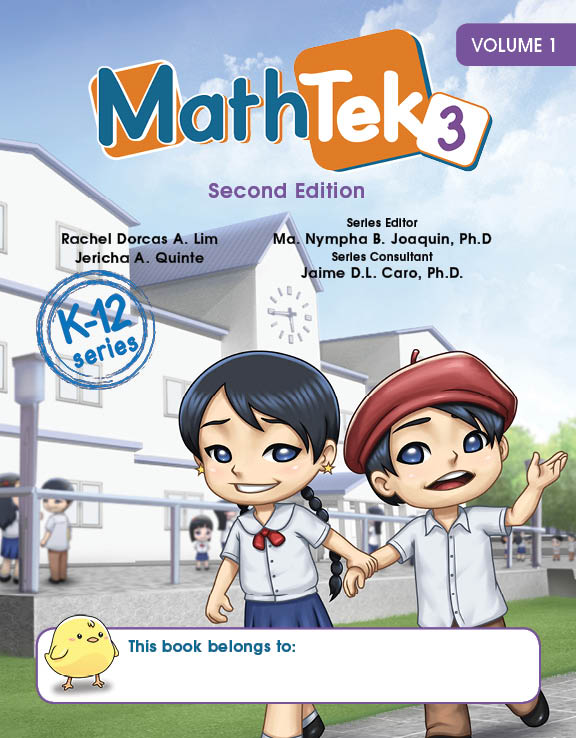 VOLUME 1
MathTek 3
Second Edition
Rachel Dorcas A. Lim
Jericha A. Quinte
Series Editor
Ma. Nympha B. Joaquin, Ph.D
Series Consultant
Jaime D.L. Caro, Ph.D.
K-12
series
This book belongs to: